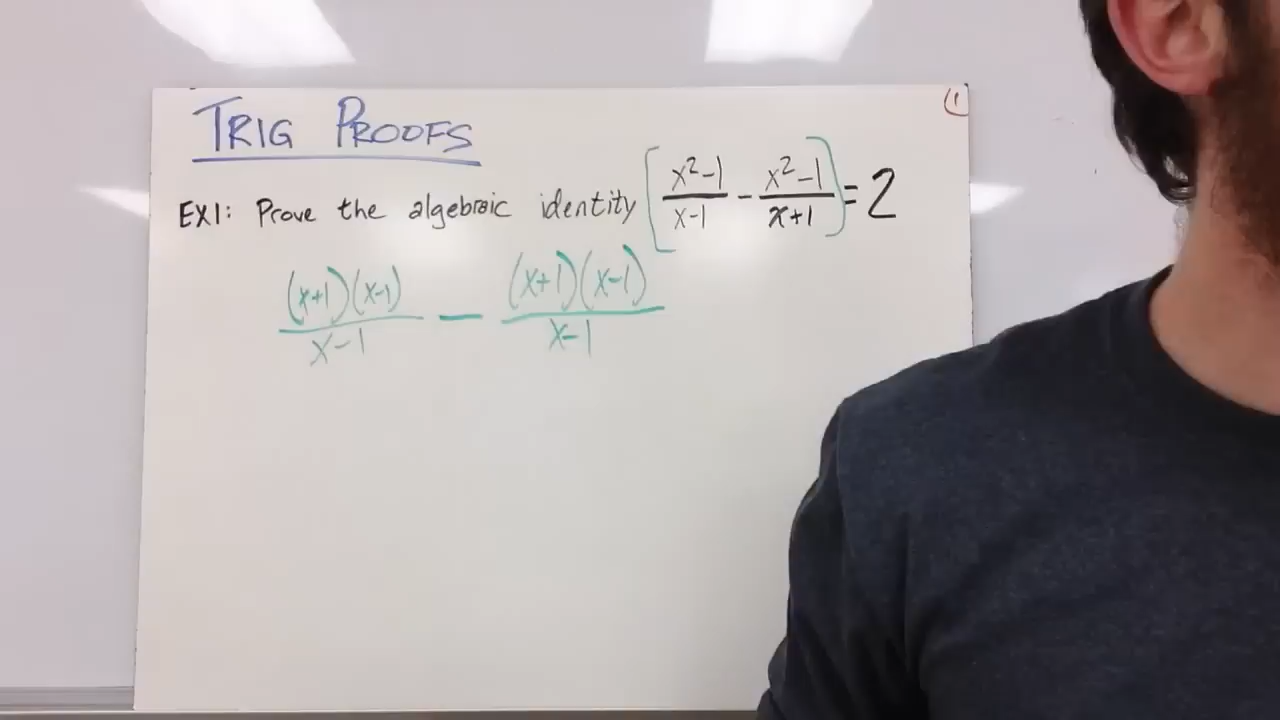 (1)
TRIG PROOFS
EX1: Prove the algebraic identity [x²-1/x-1 - x²-1/x+1] = 2
(x+1)(x-1)/x-1 - (x+1)(x-1)/x-1